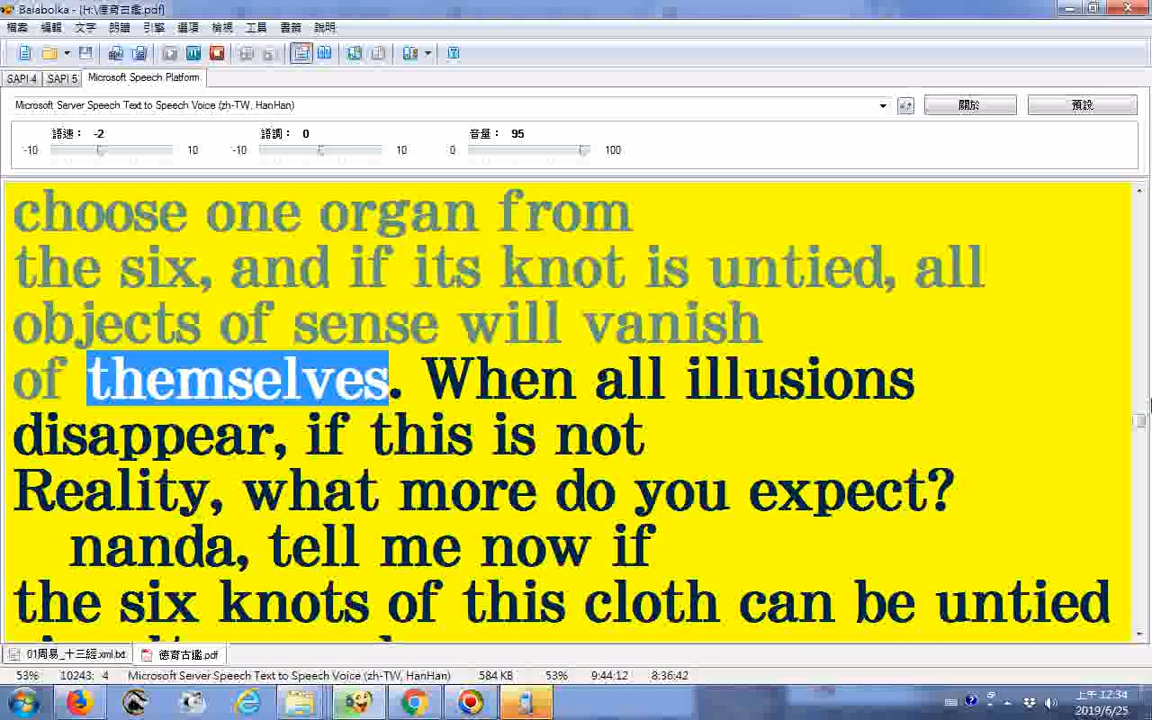 Balabolka - [H:\德育古鑑.pdf]
檔案 編輯 文字 朗讀 引擎 選項 檢視 工具 書籤 說明
SAPI 4 SAPI 5 Microsoft Speech Platform
Microsoft Server Speech Text to Speech Voice (zh-TW, HanHan) 關於 預設
語速： -2 語調： 0 音量： 95
-10 10 -10 10 0 100
choose one organ from
the six, and if its knot is untied, all
objects of sense will vanish
of themselves. When all illusions
disappear, if this is not
Reality, what more do you expect?
nanda, tell me now if
the six knots of this cloth can be untied
01周易_十三經.xml.txt 德育古鑑.pdf
53% 10243: 4 Microsoft Server Speech Text to Speech Voice (zh-TW, HanHan) 584 KB 53% 9:44:12 8:36:42
上午 12:34
2019/6/25